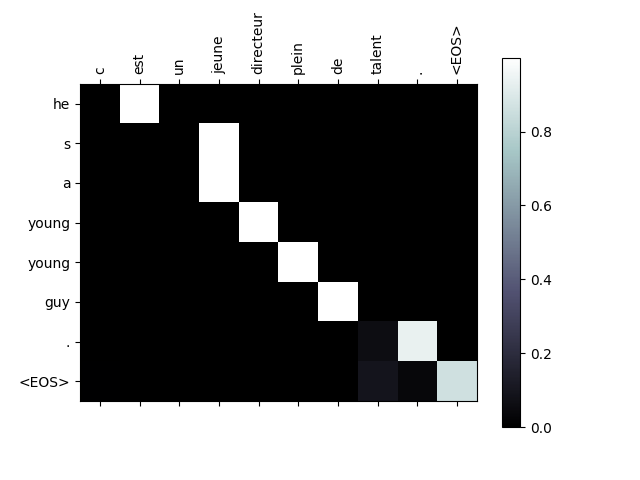 c est un jeune directeur plein de talent . <EOS>
he
s
a
young
young
guy
.
<EOS>
0.8
0.6
0.4
0.2
0.0